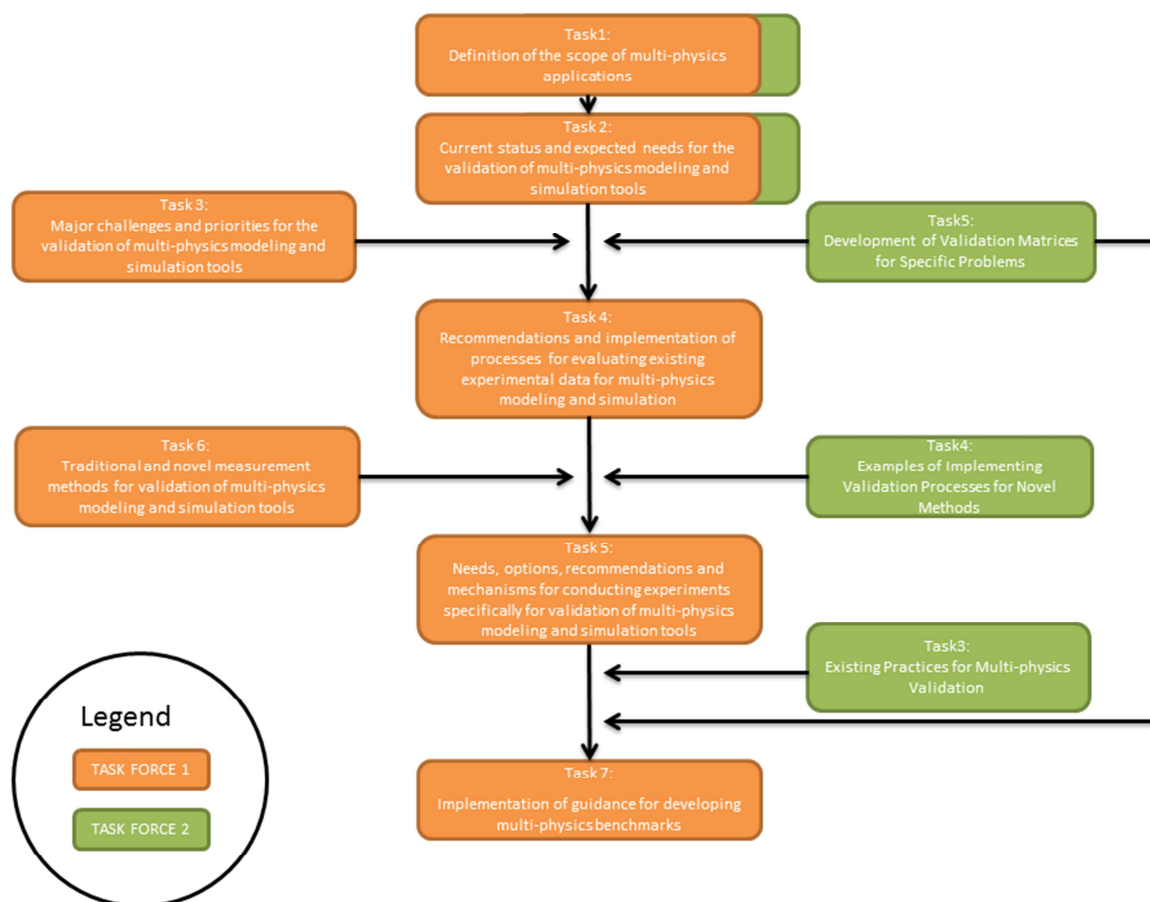 Task1:
Definition of the scope of multi-physics
applications
Task 2:
Current status and expected needs for the
validation of multi-physics modeling and
simulation tools
Task 3:
Major challenges and priorities for the
validation of multi-physics modeling and
simulation tools
Task5:
Development of Validation Matrices
for Specific Problems
Task 4:
Recommendations and implementation of
processes for evaluating existing
experimental data for multi-physics
modeling and simulation
Task 6:
Traditional and novel measurement
methods for validation of multi-physics
modeling and simulation tools
Task4:
Examples of Implementing
Validation Processes for Novel
Methods
Task 5:
Needs, options, recommendations and
mechanisms for conducting experiments
specifically for validation of multi-physics
modeling and simulation tools
Task3:
Existing Practices for Multi-physics
Validation
Legend
TASK FORCE 1
TASK FORCE 2
Task 7:
Implementation of guidance for developing
multi-physics benchmarks